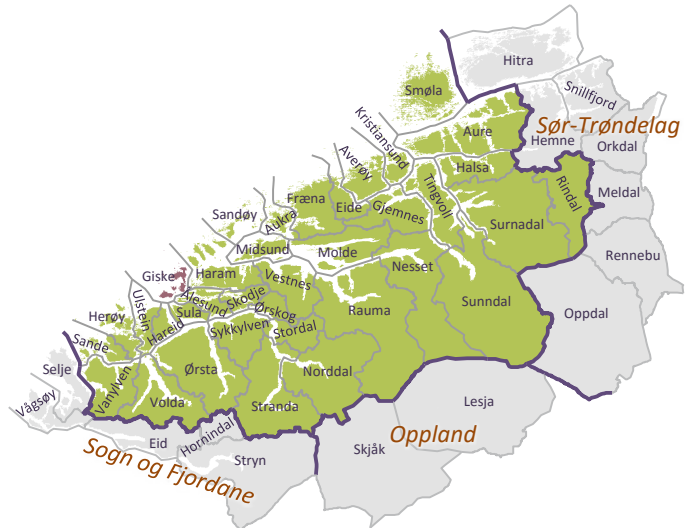 Hitra
Smøla
Snillfjord
Kristiansund
Aure
Sør-Trøndelag
Hemne
Orkdal
Averøy
Halsa
Tingvoll
Rindal
Meldal
Fræna
Eide
Gjemnes
Sandøy
Aukra
Surnadal
Midsund
Molde
Rennebu
Giske
Haram
Vestnes
Nesset
Sunndal
Ulstein
Ålesund
Skodje
Oppdal
Herøy
Sula
Ørskog
Rauma
Hareid
Sykkylven
Stordal
Sande
Selje
Vanylven
Ørsta
Norddal
Vågsøy
Volda
Stranda
Lesja
Eid
Hornindal
Oppland
Skjåk
Sogn og Fjordane
Stryn